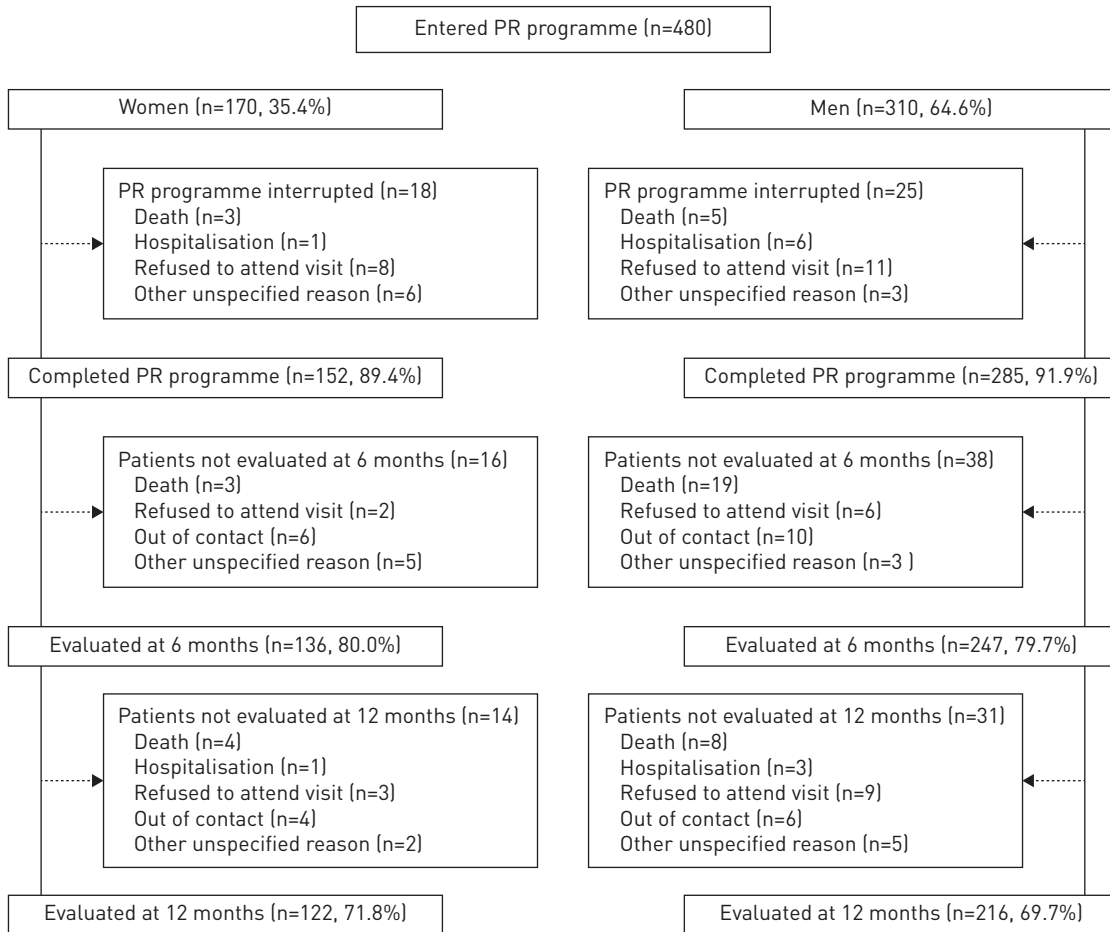 Entered PR programme (n=480)
Women (n=170, 35.4%)
Men (n=310, 64.6%)
PR programme interrupted (n=18)
Death (n=3)
Hospitalisation (n=1)
Refused to attend visit (n=8)
Other unspecified reason (n=6)
PR programme interrupted (n=25)
Death (n=5)
Hospitalisation (n=6)
Refused to attend visit (n=11)
Other unspecified reason (n=3)
Completed PR programme (n=152, 89.4%)
Completed PR programme (n=285, 91.9%)
Patients not evaluated at 6 months (n=16)
Death (n=3)
Refused to attend visit (n=2)
Out of contact (n=6)
Other unspecified reason (n=5)
Patients not evaluated at 6 months (n=38)
Death (n=19)
Refused to attend visit (n=6)
Out of contact (n=10)
Other unspecified reason (n=3 )
Evaluated at 6 months (n=136, 80.0%)
Evaluated at 6 months (n=247, 79.7%)
Patients not evaluated at 12 months (n=14)
Death (n=4)
Hospitalisation (n=1)
Refused to attend visit (n=3)
Out of contact (n=4)
Other unspecified reason (n=2)
Patients not evaluated at 12 months (n=31)
Death (n=8)
Hospitalisation (n=3)
Refused to attend visit (n=9)
Out of contact (n=6)
Other unspecified reason (n=5)
Evaluated at 12 months (n=122, 71.8%)
Evaluated at 12 months (n=216, 69.7%)